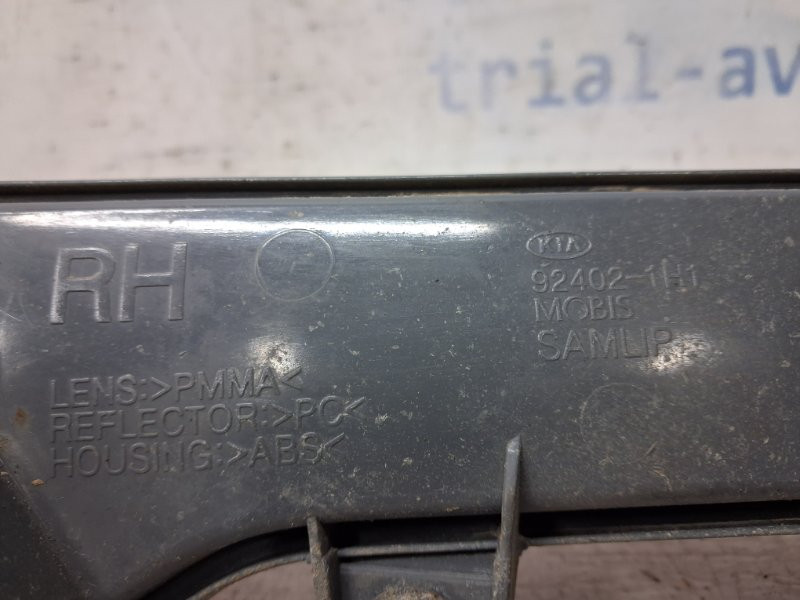 trial-av
RH
KIA
92402-1H1
MOBIS
SAMLIP
LENS:>PMMA<
REFLECTOR:>PC<
HOUSING:>ABS<